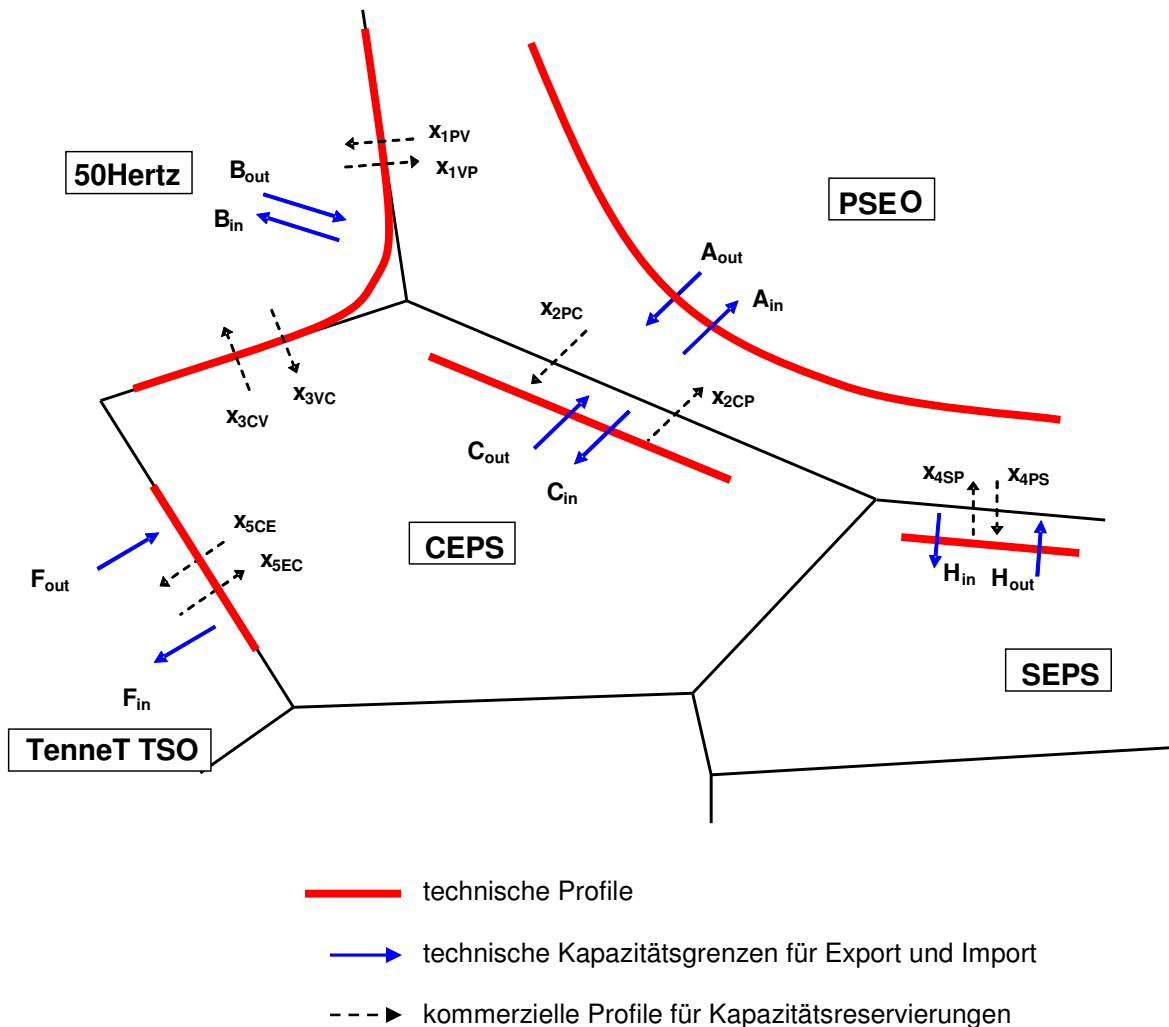 x1PV
x1VP
50Hertz
Bout
Bin
PSEO
Aout
Ain
x2PC
x3VC
x3CV
x2CP
Cout
Cin
x4SP
x4PS
x5CE
x5EC
CEPS
Fout
Hin
Hout
Fin
SEPS
TenneT TSO
technische Profile
technische Kapazitätsgrenzen für Export und Import
kommerzielle Profile für Kapazitätsreservierungen